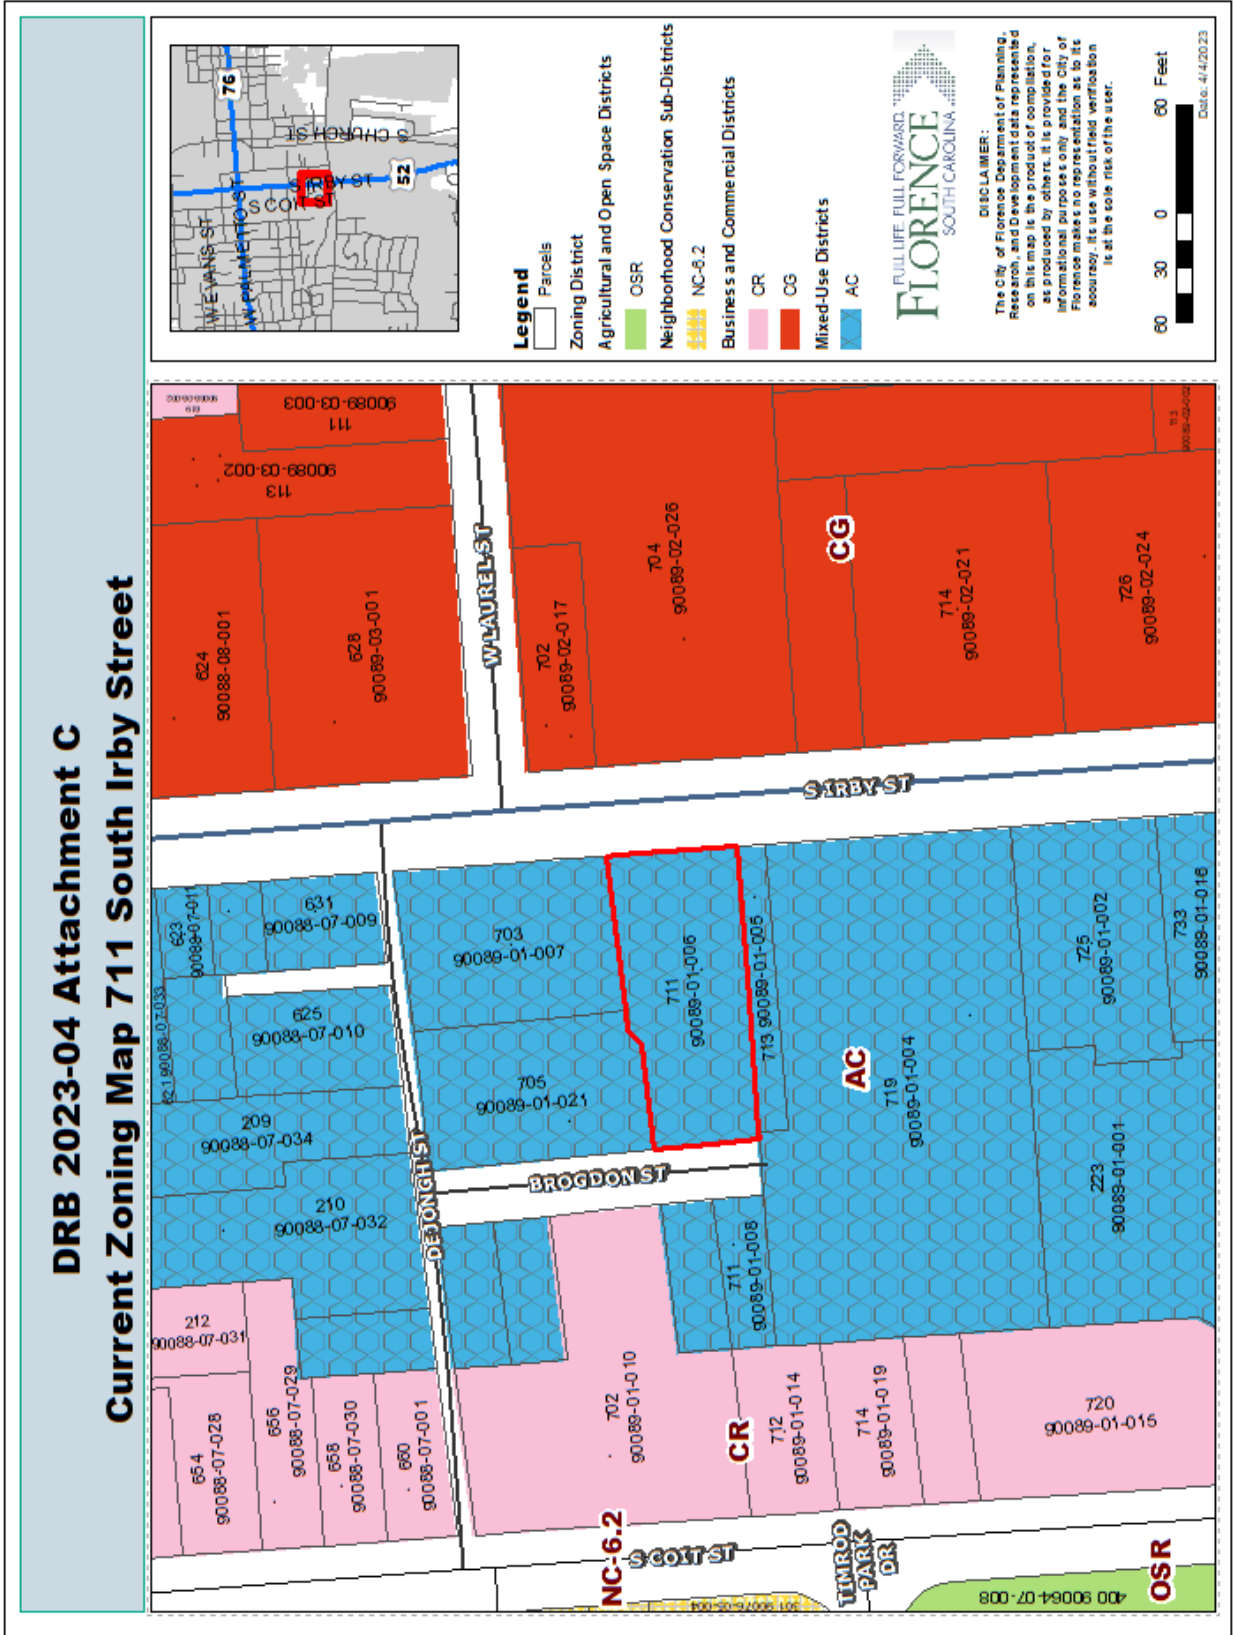 DRB 2023-04 Attachment C
Current Zoning Map 711 South Irby Street
624
90088-08-001
628
90089-03-001
113
90089-03-002
111
90089-03-003
W LAUREL ST
702
90089-02-017
704
90089-02-026
CG
714
90089-02-021
726
90089-02-024
113
90089-02-002
S IRBY ST
623
90088-07-011
631
90088-07-009
625
90088-07-010
90088-07-033
209
90088-07-034
210
90088-07-032
DEJONGH ST
703
90089-01-007
705
90089-01-021
BROGDON ST
711
90089-01-006
713 90089-01-005
AC
719
90089-01-004
725
90089-01-002
733
90089-01-016
223
90089-01-001
711
90089-01-008
212
90088-07-031
654
90088-07-028
656
90088-07-029
658
90088-07-030
660
90088-07-001
702
90089-01-010
CR
712
90089-01-014
714
90089-01-019
720
90089-01-015
NC-6.2
S COIT ST
TIMROD
PARK
DR
400 90064-07-008
OSR
W EVANS ST
W PALMETTO ST
76
S COIT ST
S IRBY ST
52
S CHURCH ST
Legend
Parcels
Zoning District
Agricultural and Open Space Districts
OSR
Neighborhood Conservation Sub-Districts
NC-6.2
Business and Commercial Districts
CR
CG
Mixed-Use Districts
AC
FULL LIFE. FULL FORWARD.
FLORENCE
SOUTH CAROLINA
DISCLAIMER:
The City of Florence Department of Planning,
Research, and Development data represented
on this map is the product of compilation,
as produced by others. It is provided for
informational purposes only and the City of
Florence makes no representation as to its
accuracy. Its use without field verification
is at the sole risk of the user.
60 30 0 60 Feet
Date: 4/4/2023